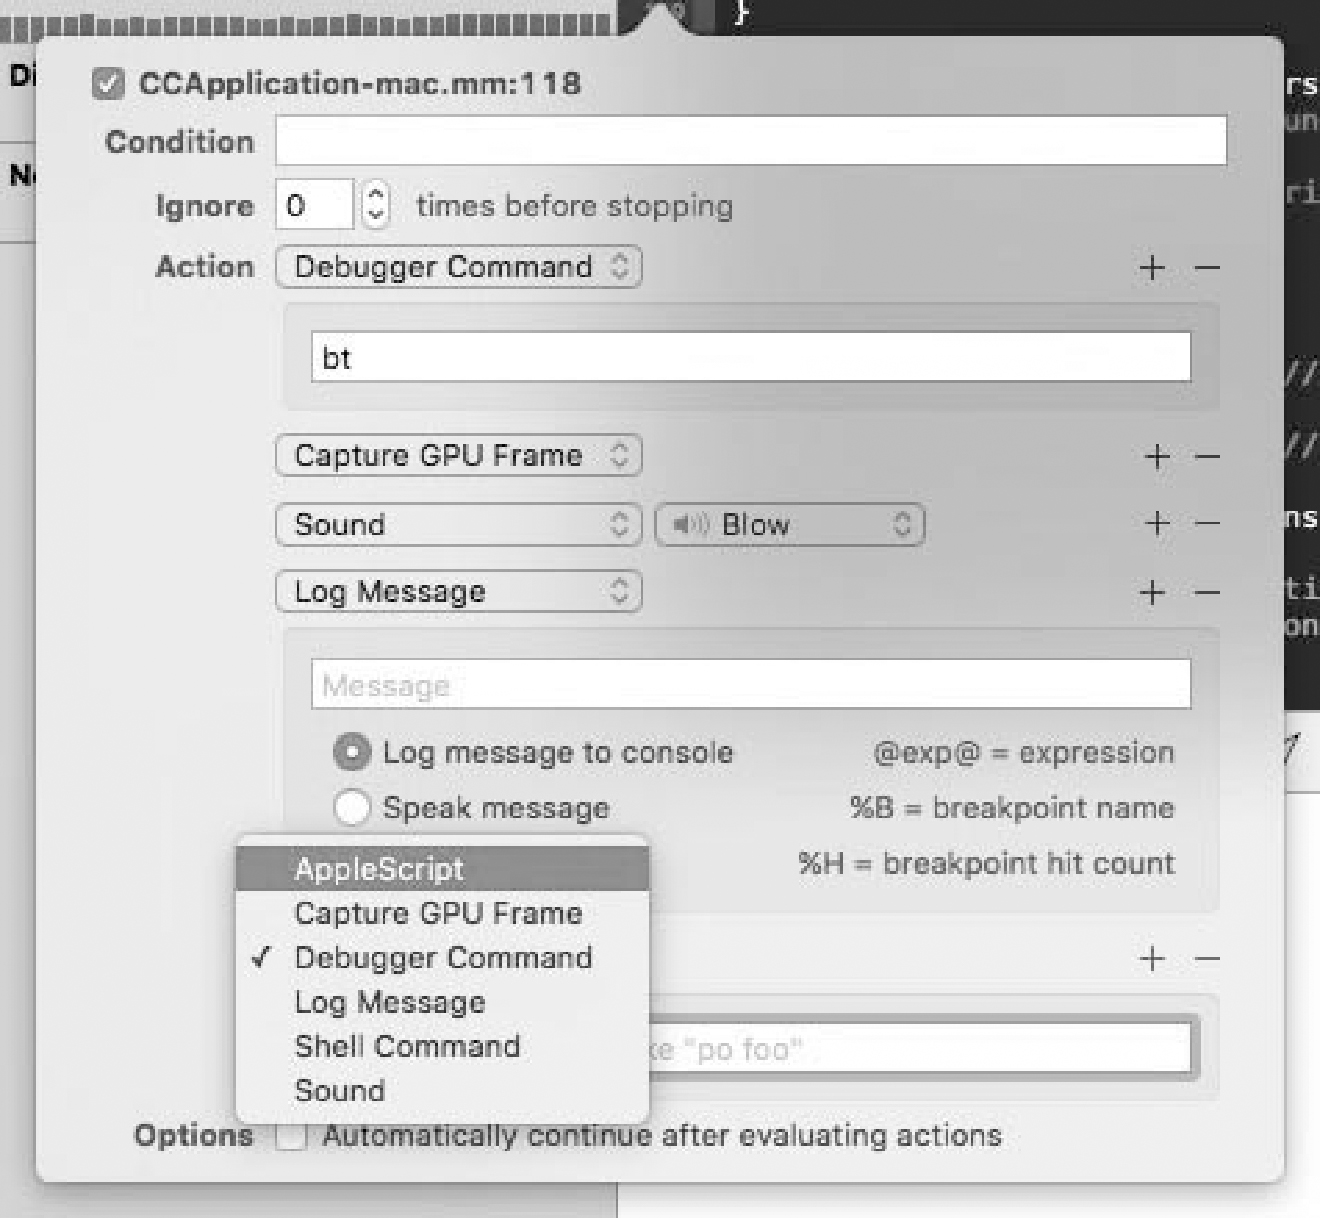 }
Di
CCApplication-mac.mm:118
rs
un
Condition
Ignore 0 times before stopping
ri
Action Debugger Command + −
bt
//
Capture GPU Frame + −
//
Sound Blow + −
ns
Log Message + −
ti
on
Message
Log message to console @exp@ = expression
Speak message %B = breakpoint name
AppleScript %H = breakpoint hit count
Capture GPU Frame
✓ Debugger Command + −
Log Message
Shell Command "po foo"
Sound
Options Automatically continue after evaluating actions